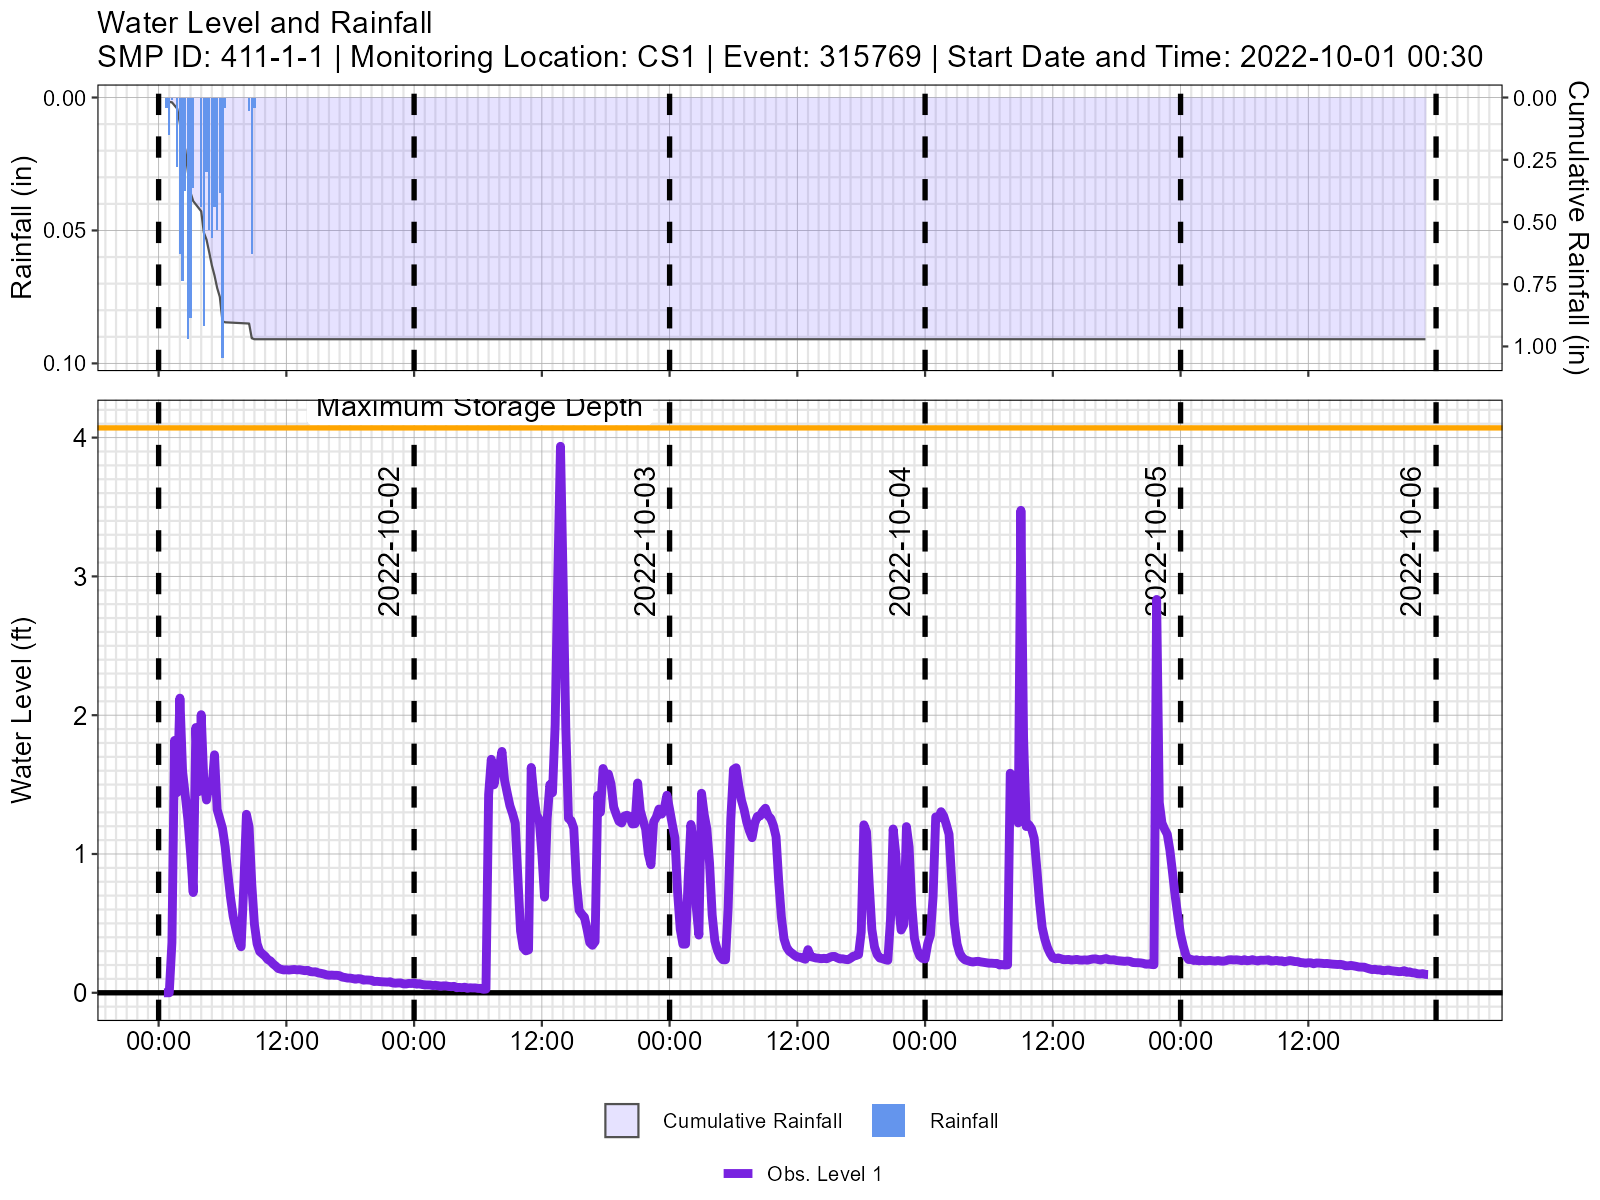 Water Level and Rainfall
SMP ID: 411-1-1 | Monitoring Location: CS1 | Event: 315769 | Start Date and Time: 2022-10-01 00:30
Rainfall (in)
0.00
0.05
0.10
0.00
0.25
0.50
0.75
1.00
Cumulative Rainfall (in)
Maximum Storage Depth
Water Level (ft)
4
3
2
1
0
2022-10-02
2022-10-03
2022-10-04
2022-10-05
2022-10-06
00:00 12:00 00:00 12:00 00:00 12:00 00:00 12:00 00:00 12:00
Cumulative Rainfall Rainfall
Obs. Level 1